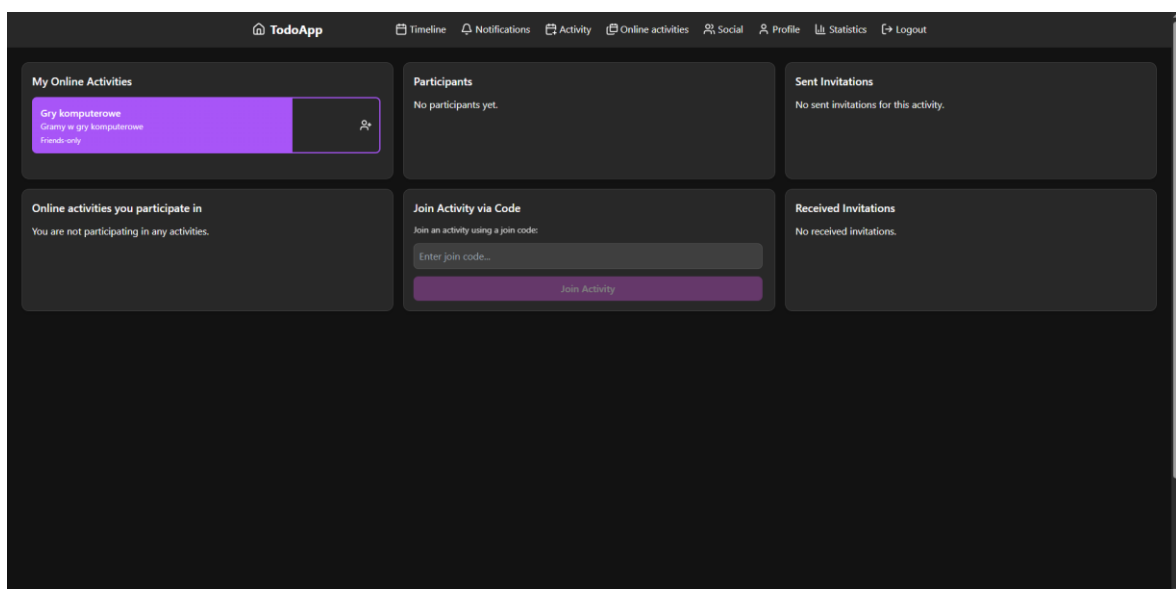 TodoApp
Timeline
Notifications
Activity
Online activities
Social
Profile
Statistics
Logout
My Online Activities
Gry komputerowe
Gramy w gry komputerowe
Friends-only
Participants
No participants yet.
Sent Invitations
No sent invitations for this activity.
Online activities you participate in
You are not participating in any activities.
Join Activity via Code
Join an activity using a join code:
Enter join code...
Join Activity
Received Invitations
No received invitations.